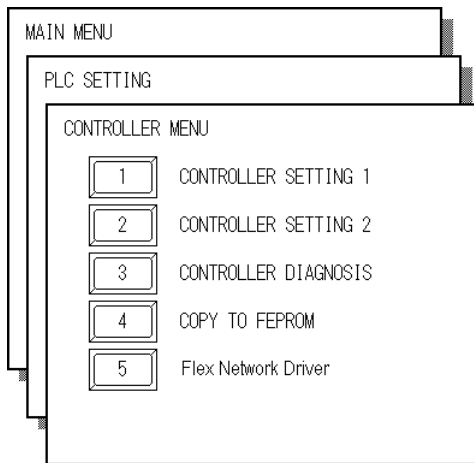 MAIN MENU
PLC SETTING
CONTROLLER MENU
1 CONTROLLER SETTING 1
2 CONTROLLER SETTING 2
3 CONTROLLER DIAGNOSIS
4 COPY TO FEPROM
5 Flex Network Driver